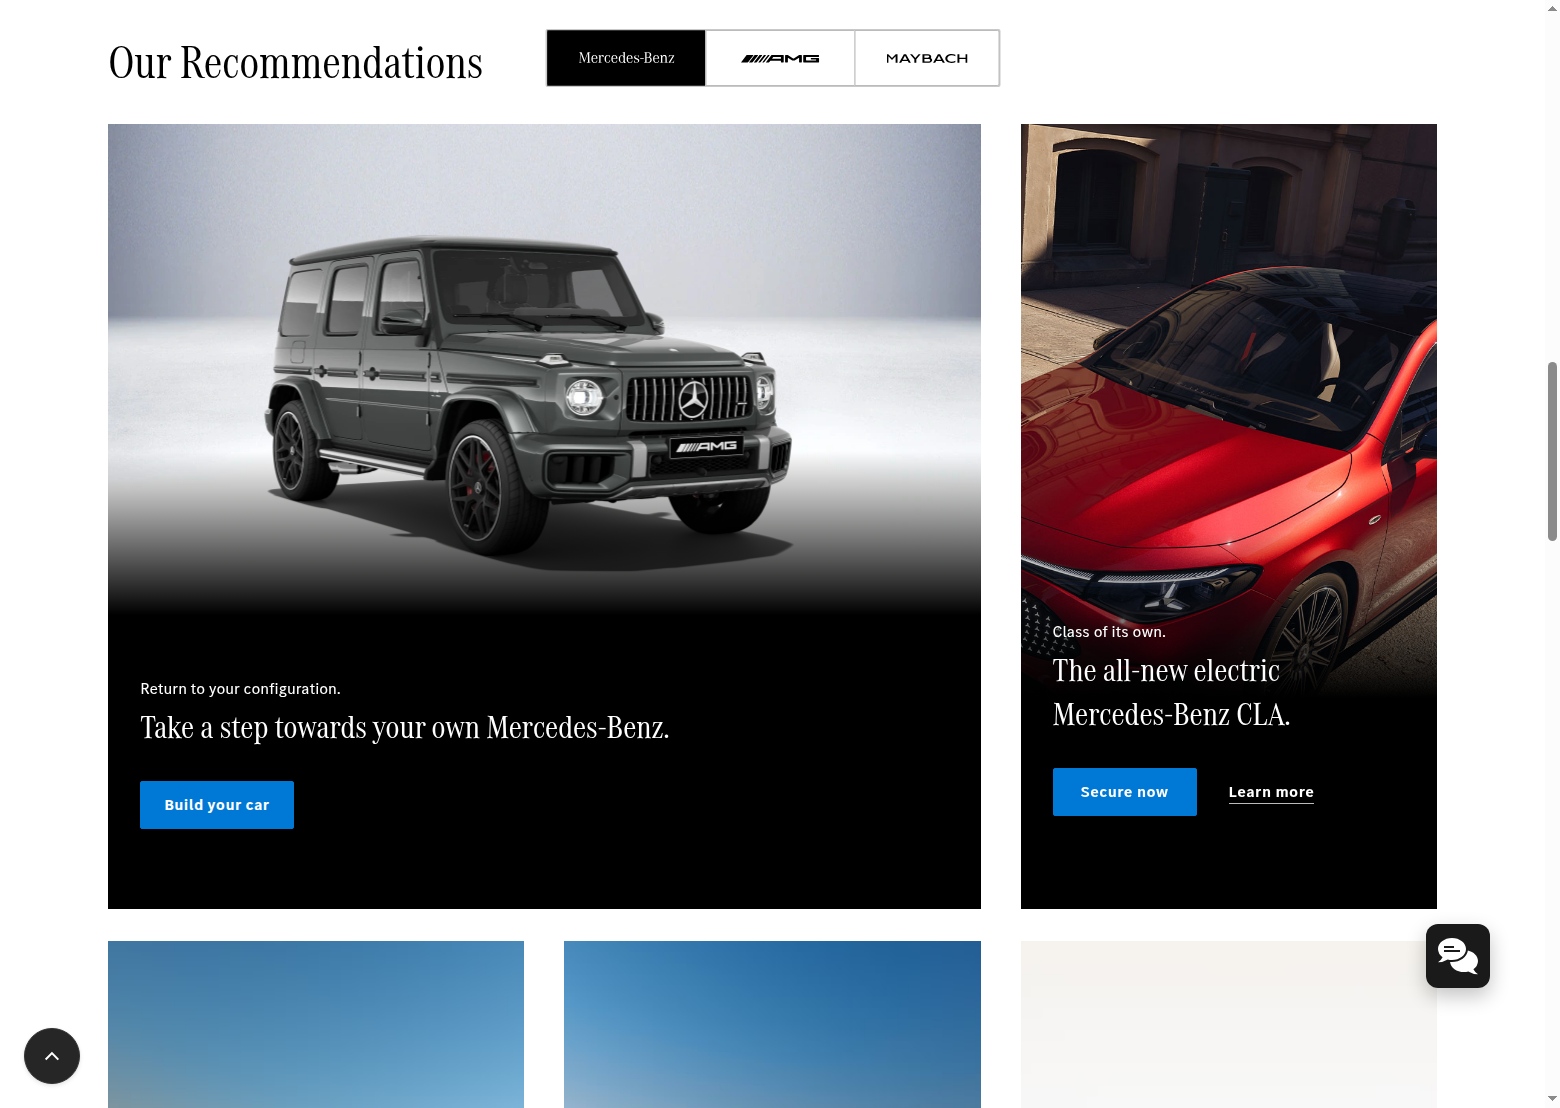 Our Recommendations
Mercedes-Benz
AMG
MAYBACH
AMG
Return to your configuration.
Take a step towards your own Mercedes-Benz.
Build your car
Class of its own.
The all-new electric
Mercedes-Benz CLA.
Secure now
Learn more